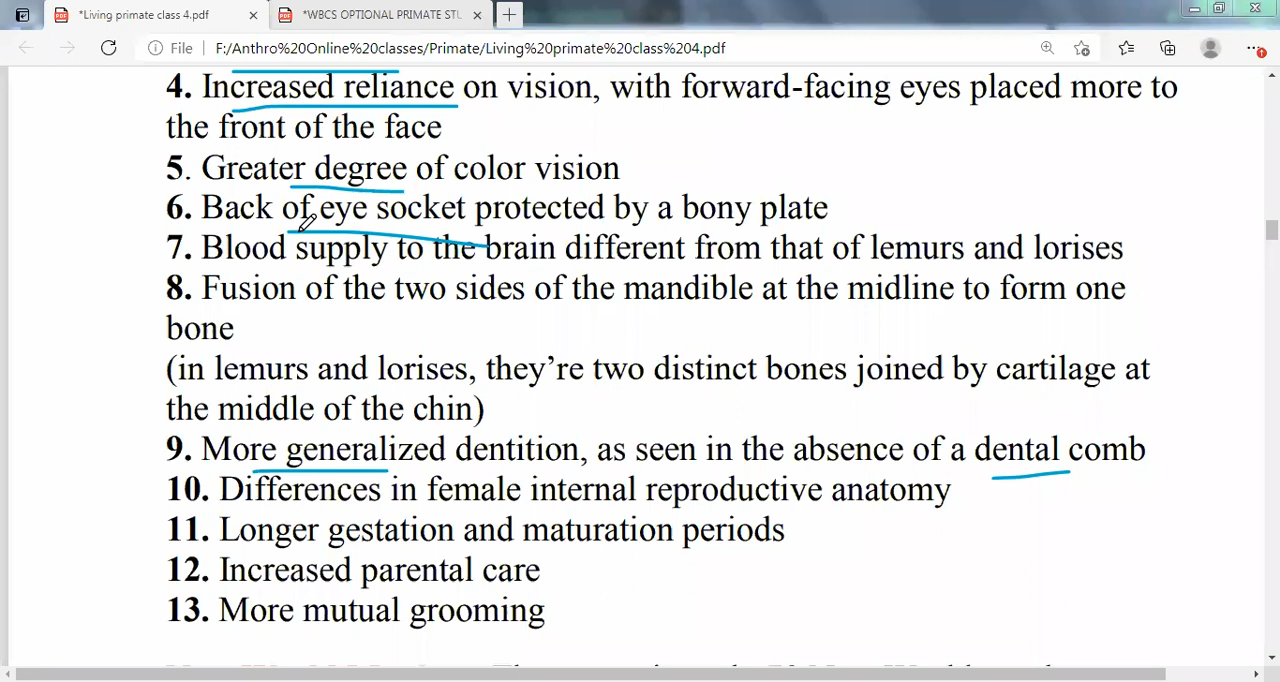 *Living primate class 4.pdf
*WBCS OPTIONAL PRIMATE STU
File F:/Anthro%20Online%20classes/Primate/Living%20primate%20class%204.pdf
4. Increased reliance on vision, with forward-facing eyes placed more to
the front of the face
5. Greater degree of color vision
6. Back of eye socket protected by a bony plate
7. Blood supply to the brain different from that of lemurs and lorises
8. Fusion of the two sides of the mandible at the midline to form one
bone
(in lemurs and lorises, they’re two distinct bones joined by cartilage at
the middle of the chin)
9. More generalized dentition, as seen in the absence of a dental comb
10. Differences in female internal reproductive anatomy
11. Longer gestation and maturation periods
12. Increased parental care
13. More mutual grooming